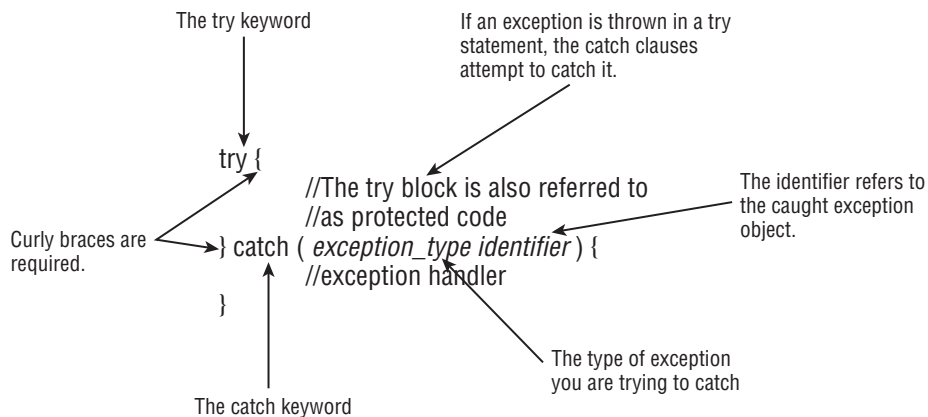 The try keyword
If an exception is thrown in a try
statement, the catch clauses
attempt to catch it.
try {
//The try block is also referred to
//as protected code
The identifier refers to
the caught exception
object.
Curly braces are
required.
} catch ( exception_type identifier ) {
//exception handler
}
The type of exception
you are trying to catch
The catch keyword